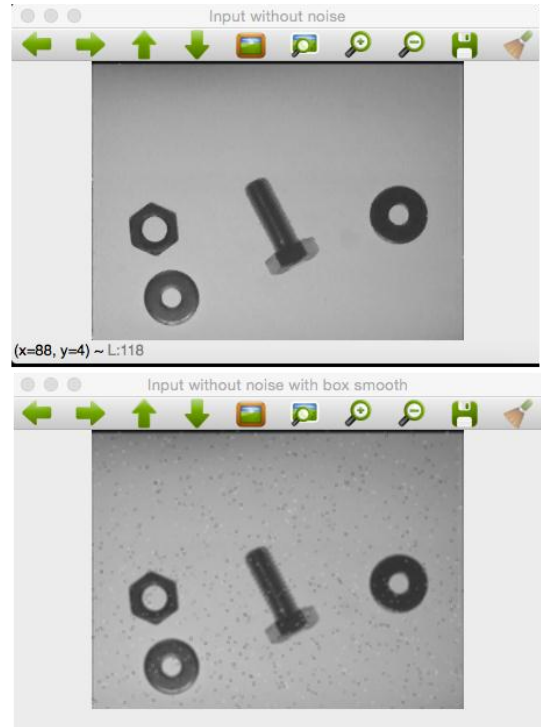 Input without noise
(x=88, y=4) ~ L:118
Input without noise with box smooth